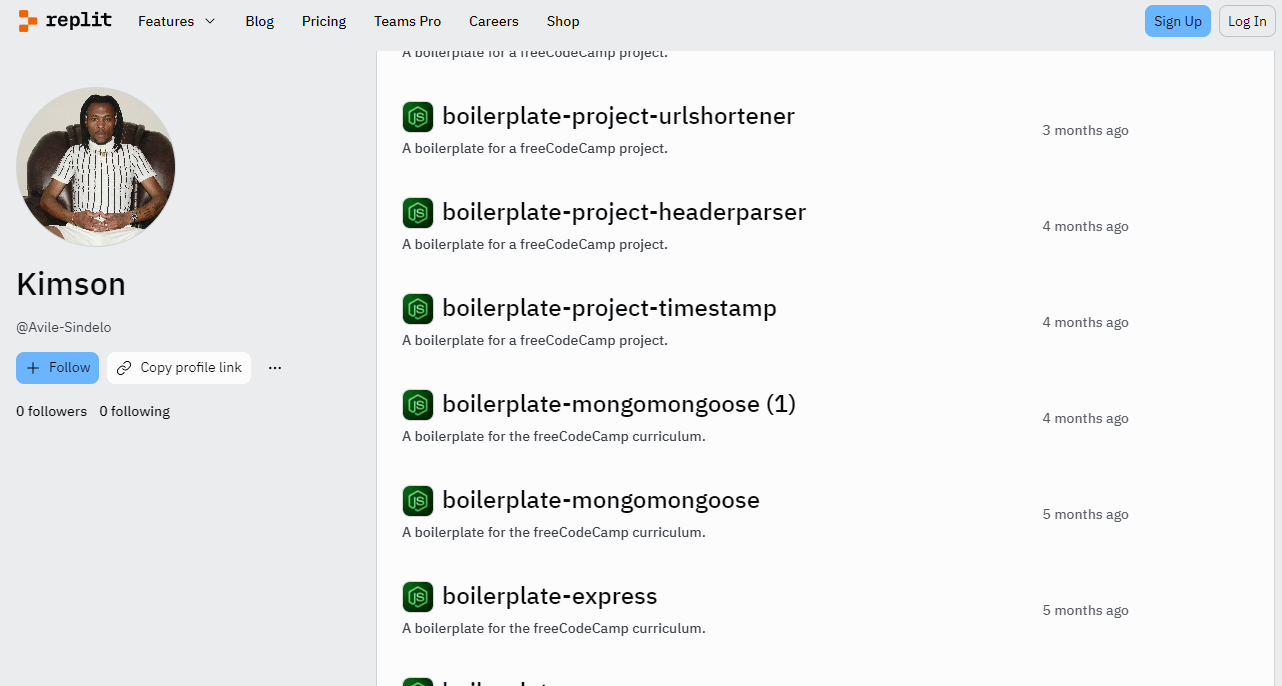 replit
Features
Blog
Pricing
Teams Pro
Careers
Shop
Sign Up
Log In
Kimson
@Avile-Sindelo
+ Follow
Copy profile link
...
0 followers 0 following
A boilerplate for a freeCodeCamp project.
boilerplate-project-urlshortener
3 months ago
A boilerplate for a freeCodeCamp project.
boilerplate-project-headerparser
4 months ago
A boilerplate for a freeCodeCamp project.
boilerplate-project-timestamp
4 months ago
A boilerplate for a freeCodeCamp project.
boilerplate-mongomongoose (1)
4 months ago
A boilerplate for the freeCodeCamp curriculum.
boilerplate-mongomongoose
5 months ago
A boilerplate for the freeCodeCamp curriculum.
boilerplate-express
5 months ago
A boilerplate for the freeCodeCamp curriculum.